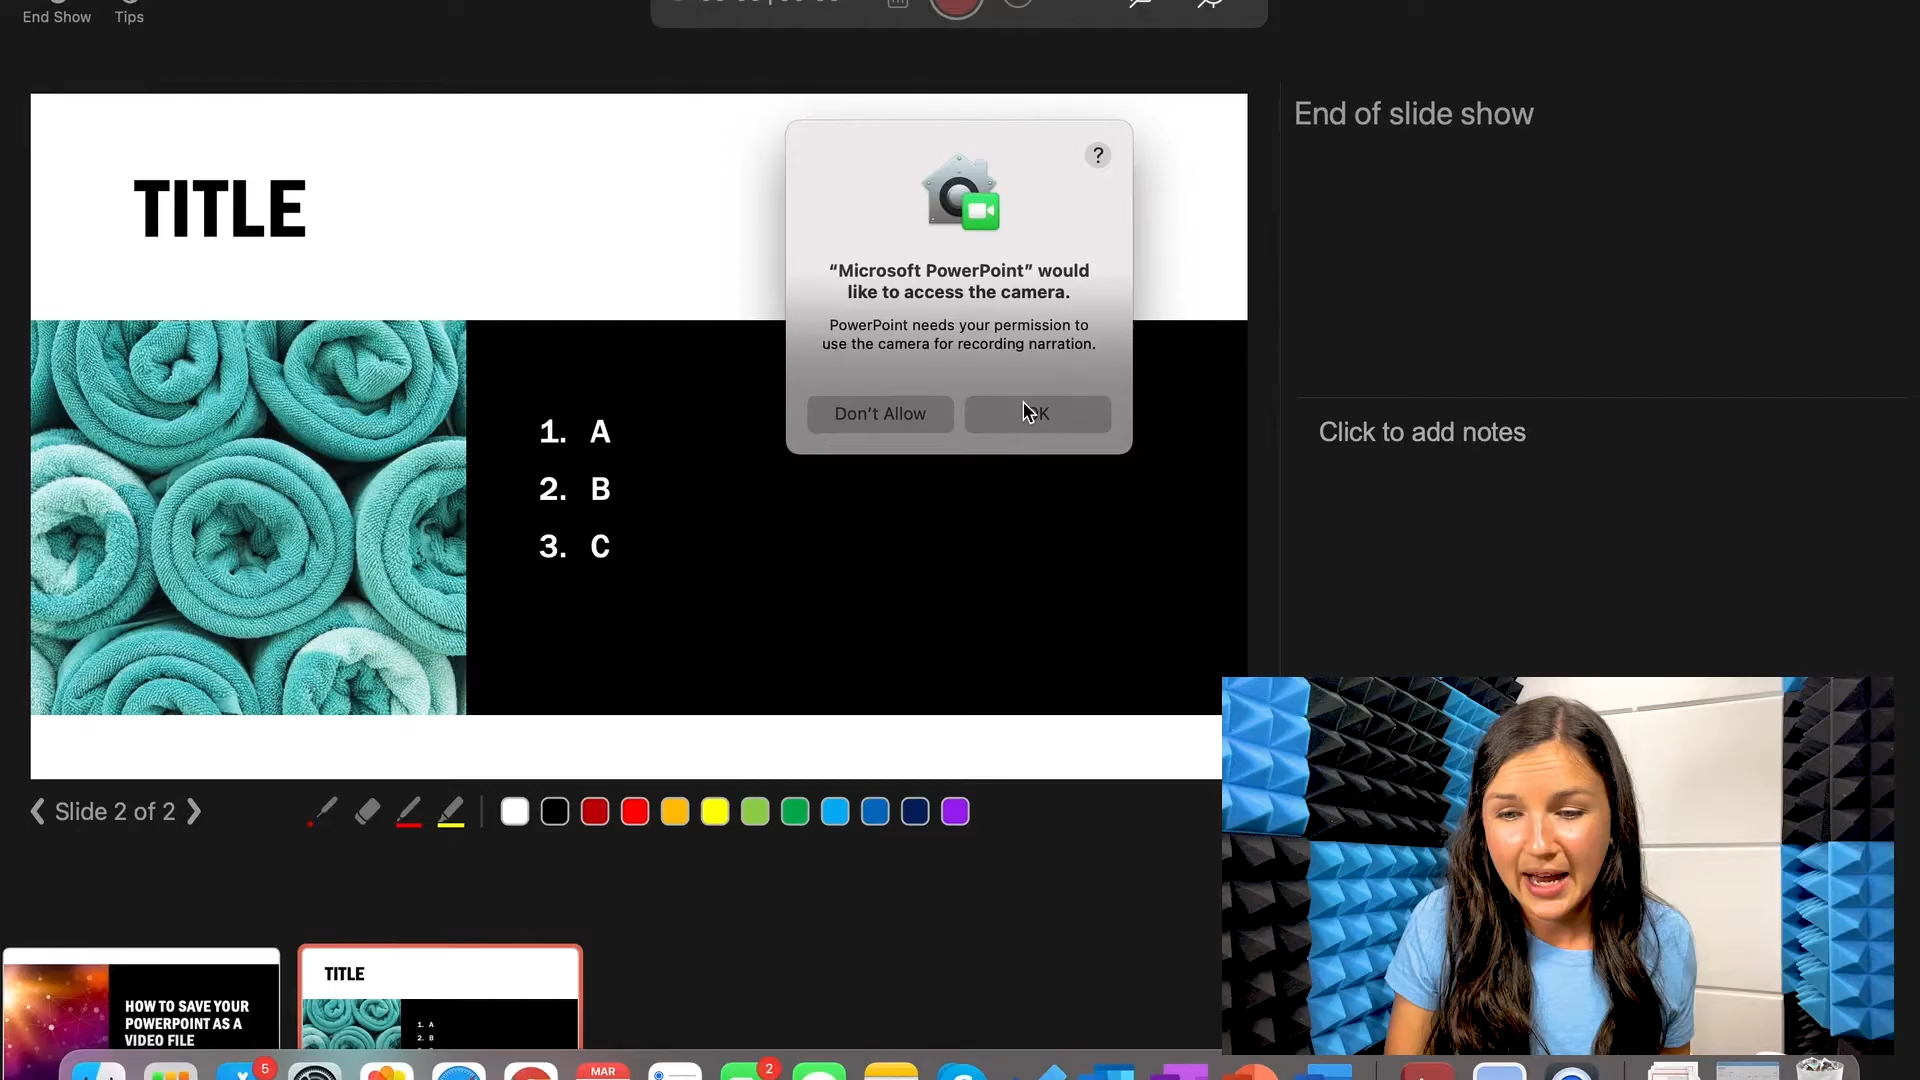 End Show
Tips
End of slide show
TITLE
?
“Microsoft PowerPoint” would
like to access the camera.
PowerPoint needs your permission to
use the camera for recording narration.
Don't Allow
1. A
2. B
3. C
Click to add notes
Slide 2 of 2
HOW TO SAVE YOUR
POWERPOINT AS A
VIDEO FILE
TITLE
1. A
2. B
5
MAR
2